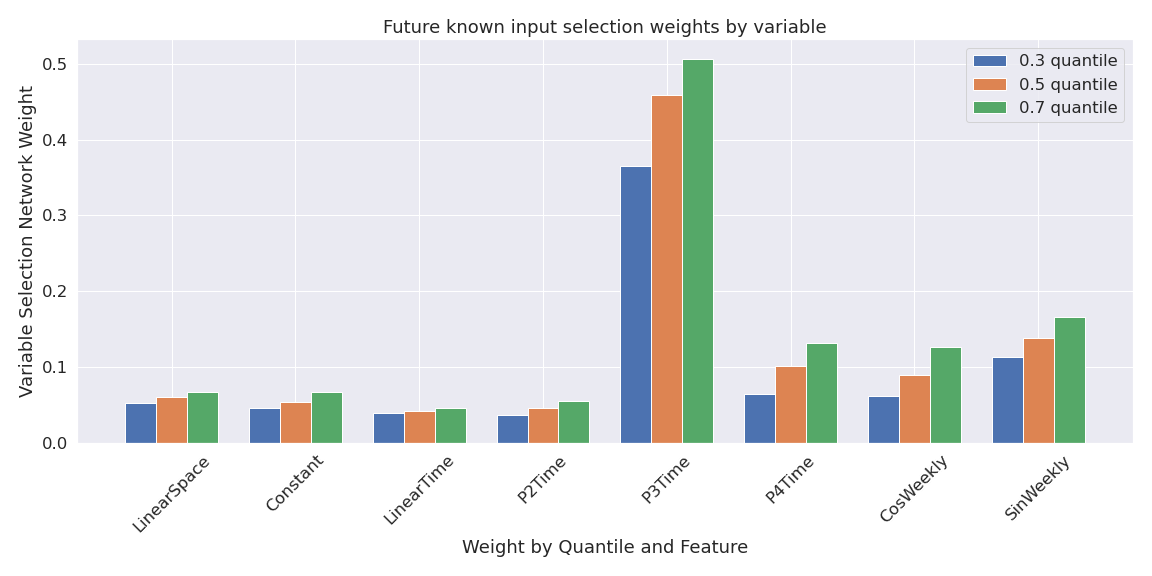 Future known input selection weights by variable
0.3 quantile
0.5 quantile
0.7 quantile
Variable Selection Network Weight
0.5
0.4
0.3
0.2
0.1
0.0
LinearSpace
Constant
LinearTime
P2Time
P3Time
P4Time
CosWeekly
SinWeekly
Weight by Quantile and Feature